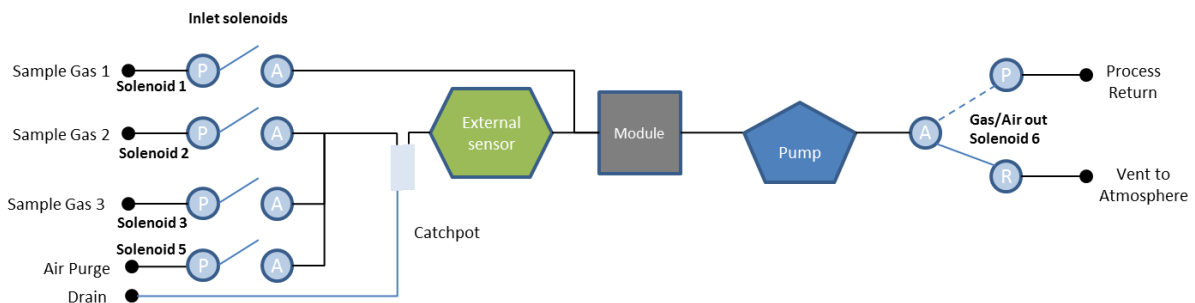 Inlet solenoids
Sample Gas 1
Solenoid 1
P
A
Sample Gas 2
Solenoid 2
P
A
Sample Gas 3
Solenoid 3
P
A
Solenoid 5
Air Purge
P
A
Drain
Catchpot
External
sensor
Module
Pump
A
P
Process
Return
Gas/Air out
Solenoid 6
R
Vent to
Atmosphere